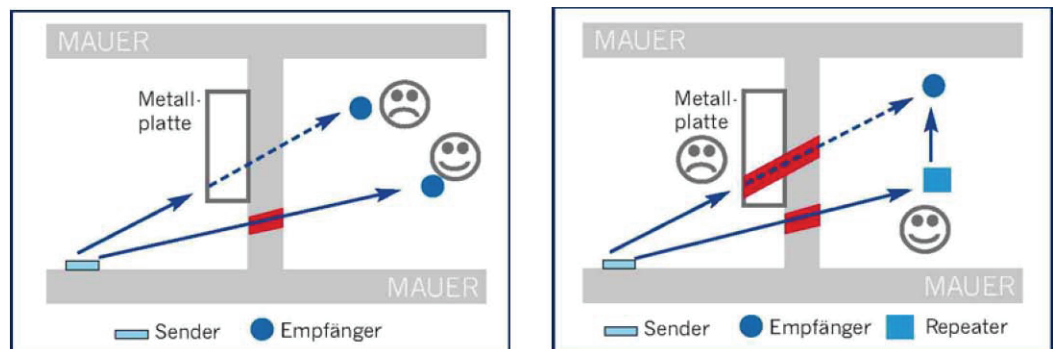 MAUER
Metall-
platte
MAUER
Sender
Empfänger
MAUER
Metall-
platte
MAUER
Sender
Empfänger
Repeater